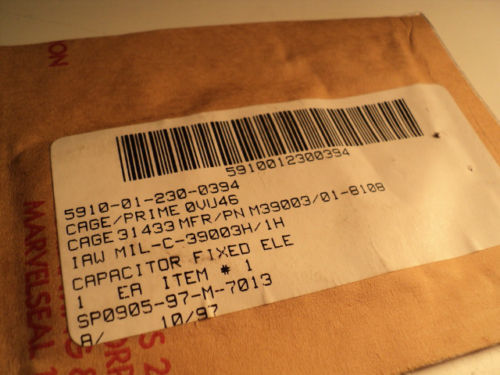 ON
5910012300394
5910-01-230-0394
CAGE/PRIME 0VU46
CAGE 31433 MFR/PN M39003/01-8108
IAW MIL-C-39003H/1H
CAPACITOR FIXED ELE
1 EA ITEM # 1
SP0905-97-M-7013
A/ 10/97
MARVELSEAL